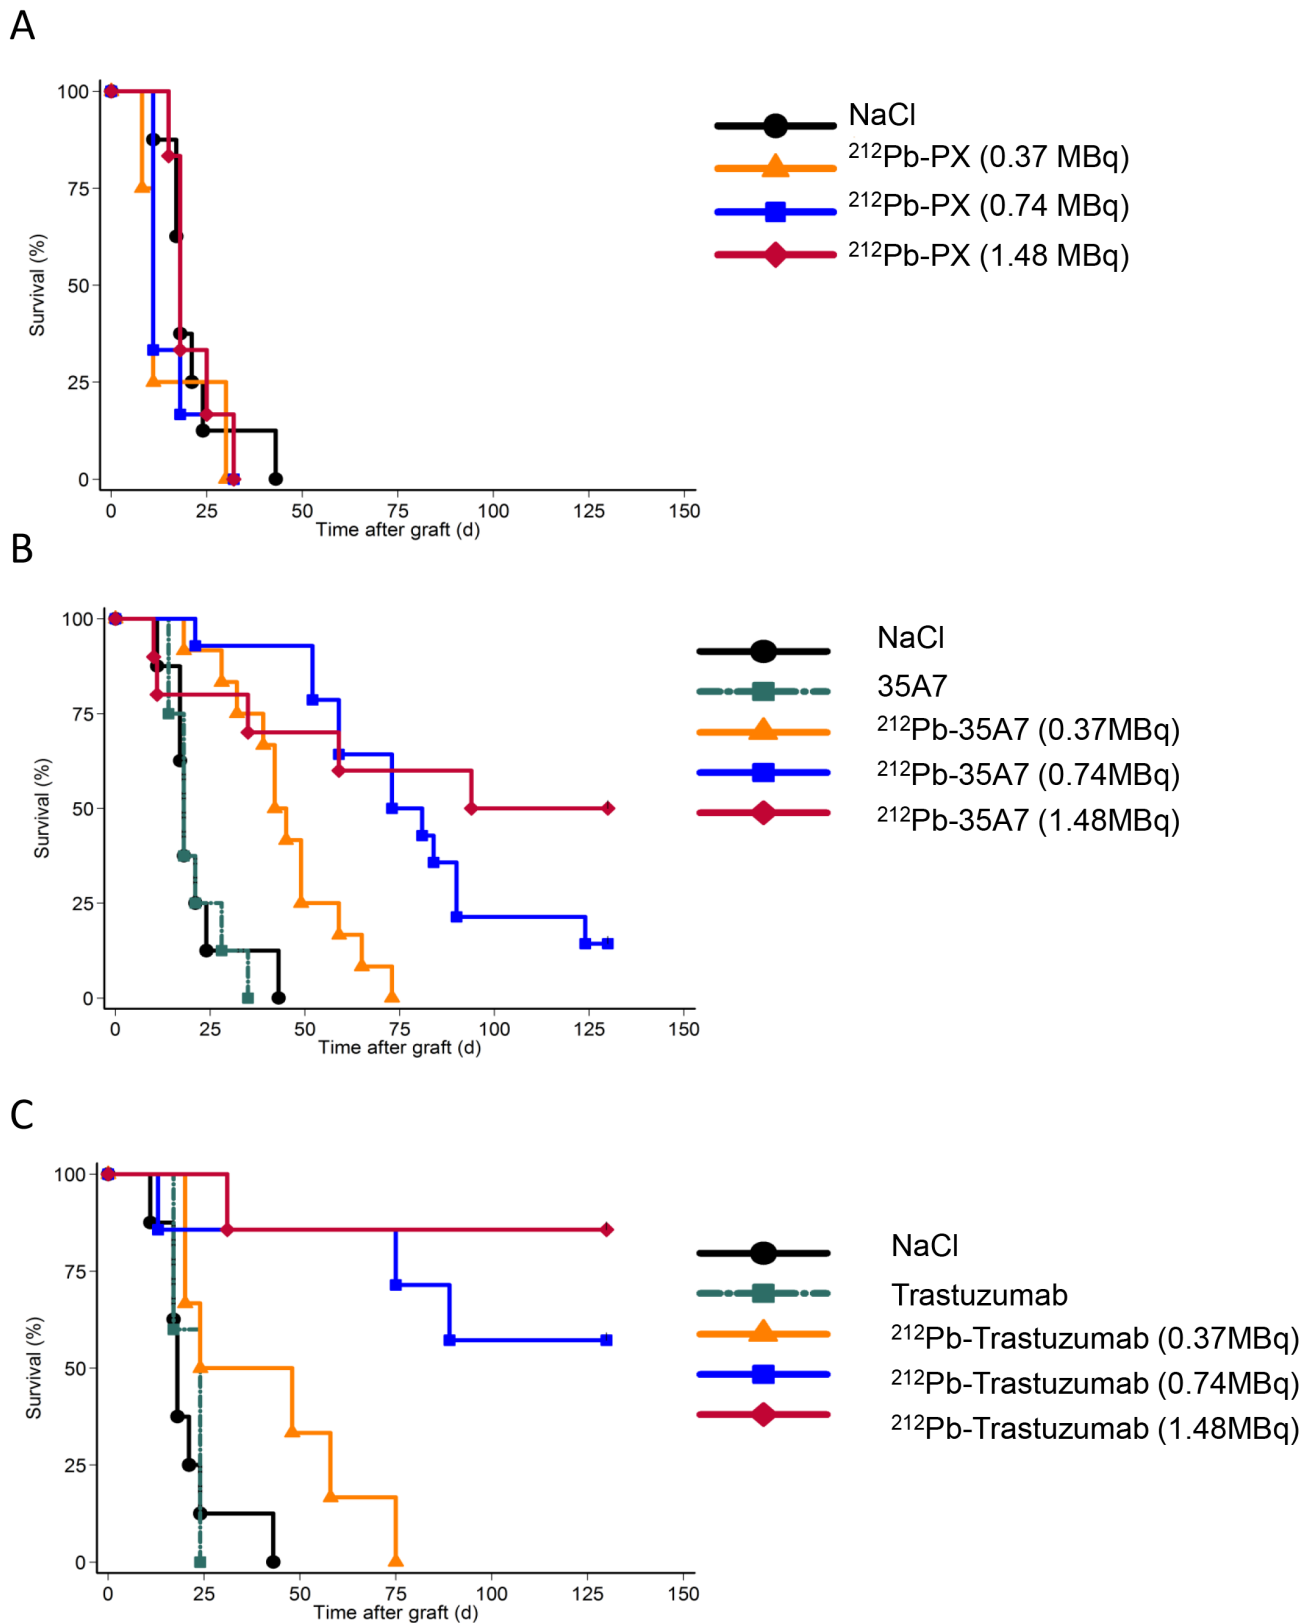 A
100
75
50
25
0
Survival (%)
0 25 50 75 100 125 150
Time after graft (d)
NaCl
²¹²Pb-PX (0.37 MBq)
²¹²Pb-PX (0.74 MBq)
²¹²Pb-PX (1.48 MBq)
B
100
75
50
25
0
Survival (%)
0 25 50 75 100 125 150
Time after graft (d)
NaCl
35A7
²¹²Pb-35A7 (0.37MBq)
²¹²Pb-35A7 (0.74MBq)
²¹²Pb-35A7 (1.48MBq)
C
100
75
50
25
0
Survival (%)
0 25 50 75 100 125 150
Time after graft (d)
NaCl
Trastuzumab
²¹²Pb-Trastuzumab (0.37MBq)
²¹²Pb-Trastuzumab (0.74MBq)
²¹²Pb-Trastuzumab (1.48MBq)